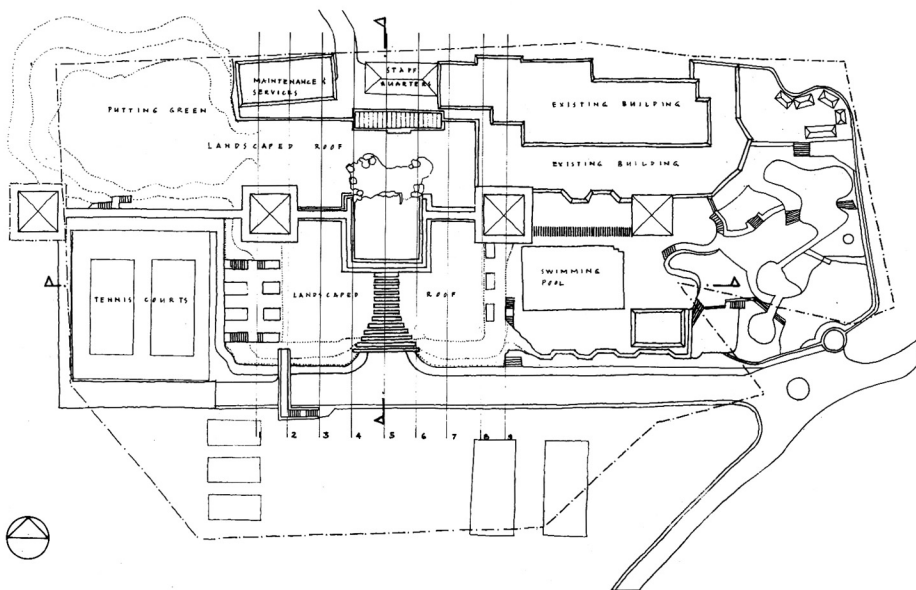 MAINTENANCE &
SERVICES
STAFF
QUARTERS
PUTTING GREEN
EXISTING BUILDING
LANDSCAPED ROOF
EXISTING BUILDING
SWIMMING
POOL
TENNIS COURTS
LANDSCAPED ROOF
1 2 3 4 5 6 7 8 9